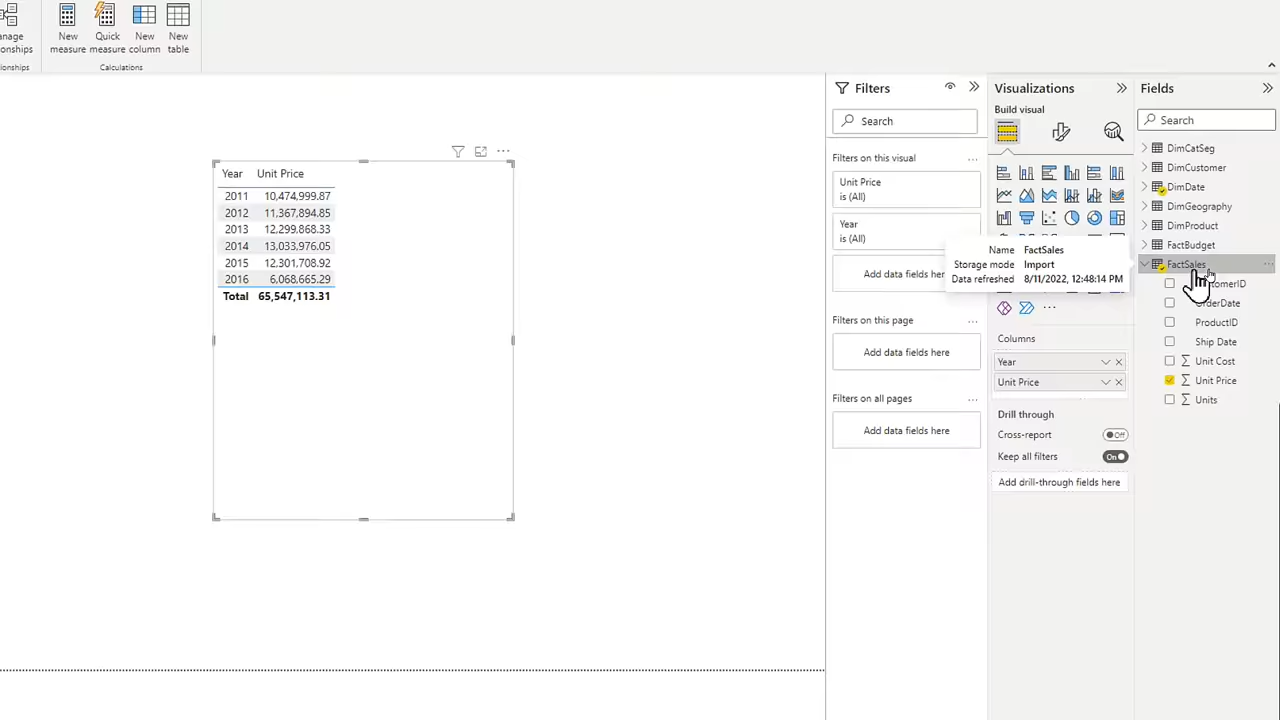 anage
onships
New
measure
Quick
measure
New
column
New
table
ionships
Calculations
Year Unit Price
2011 10,474,999.87
2012 11,367,894.85
2013 12,299,868.33
2014 13,033,976.05
2015 12,301,708.92
2016 6,068,665.29
Total 65,547,113.31
Filters
Search
Filters on this visual
Unit Price
is (All)
Year
is (All)
Add data fields here
Filters on this page
Add data fields here
Filters on all pages
Add data fields here
Visualizations
Build visual
Name FactSales
Storage mode Import
Data refreshed 8/11/2022, 12:48:14 PM
Columns
Year
Unit Price
Drill through
Cross-report
Off
Keep all filters
On
Add drill-through fields here
Fields
Search
DimCatSeg
DimCustomer
DimDate
DimGeography
DimProduct
FactBudget
FactSales
omerID
OrderDate
ProductID
Ship Date
Unit Cost
Unit Price
Units